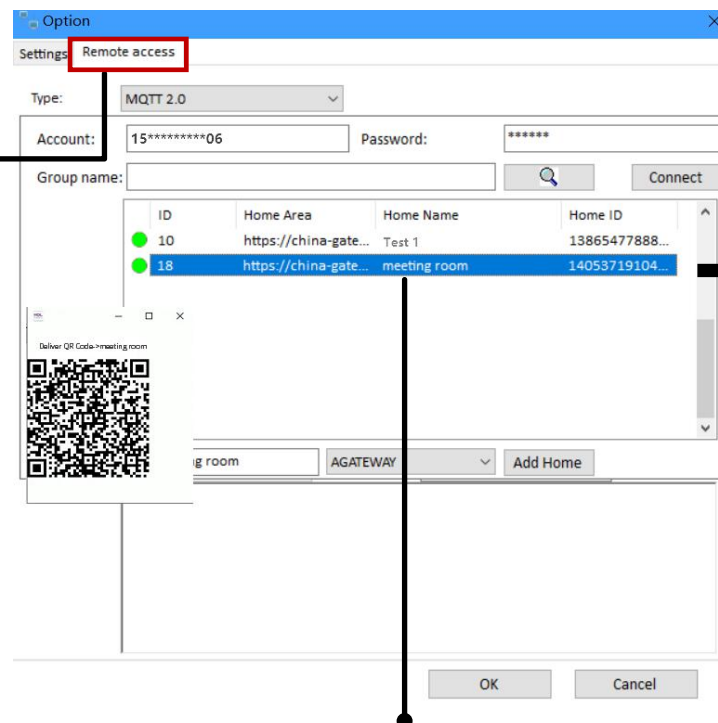 Option
Settings Remote access
Type: MQTT 2.0
Account: 15*********06 Password: ******
Group name: Connect
ID Home Area Home Name Home ID
10 https://china-gate... Test 1 13865477888...
18 https://china-gate... meeting room 14053719104...
Deliver QR Code->meeting room
g room AGATEWAY Add Home
OK Cancel